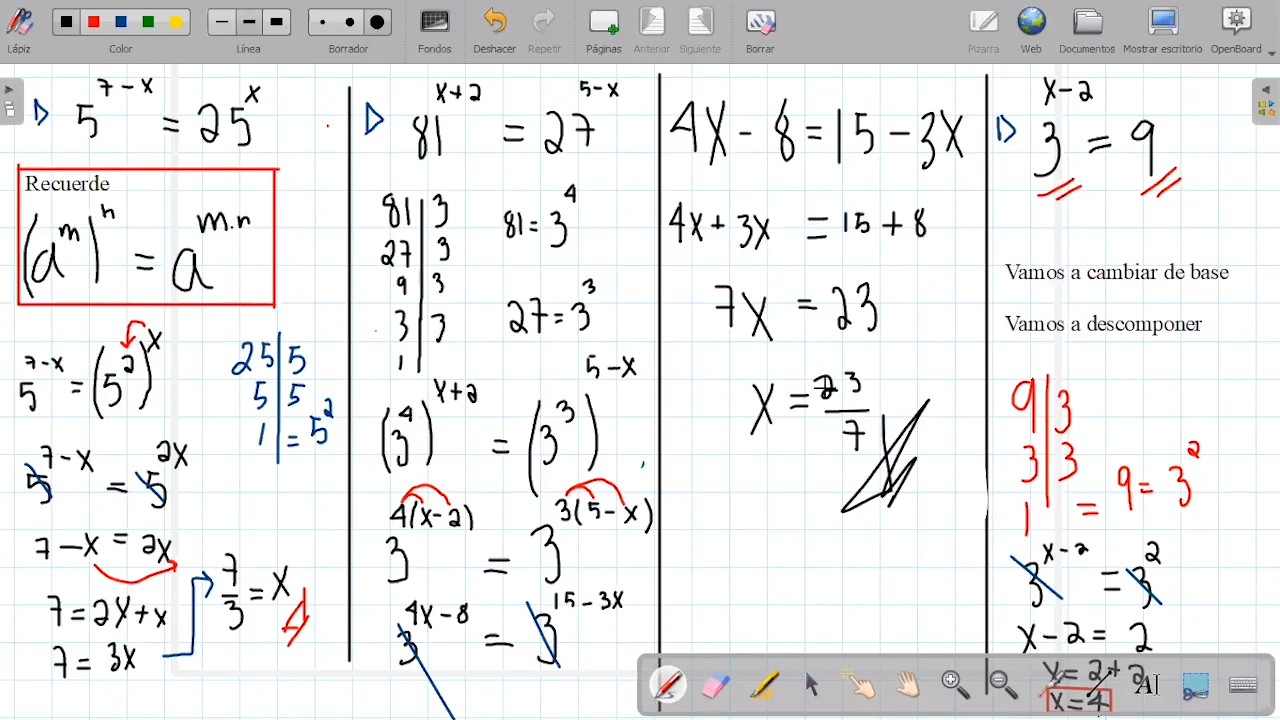 Lápiz
Color
Línea
Borrador
Fondos
Deshacer
Repetir
Páginas
Anterior
Siguiente
Borrar
Pizarra
Web
Documentos
Mostrar escritorio
OpenBoard
5^(7-x) = 25^x
Recuerde
(a^m)^n = a^(m.n)
5^(7-x) = (5^2)^x
25 | 5
5 | 5
1 | = 5^2
5^(7-x) = 5^(2x)
7-x = 2x
7 = 2x+x
7 = 3x
7/3 = x
81^(x+2) = 27^(5-x)
81 | 3
27 | 3
9 | 3
3 | 3
1 |
81 = 3^4
27 = 3^3
(3^4)^(x+2) = (3^3)^(5-x)
3^(4(x-2)) = 3^(3(5-x))
3^(4x-8) = 3^(15-3x)
4x-8 = 15-3x
4x+3x = 15+8
7x = 23
x = 23/7
3^(x-2) = 9
Vamos a cambiar de base
Vamos a descomponer
9 | 3
3 | 3
1 | = 9 = 3^2
3^(x-2) = 3^2
x-2 = 2
x = 2+2
x = 4
AI